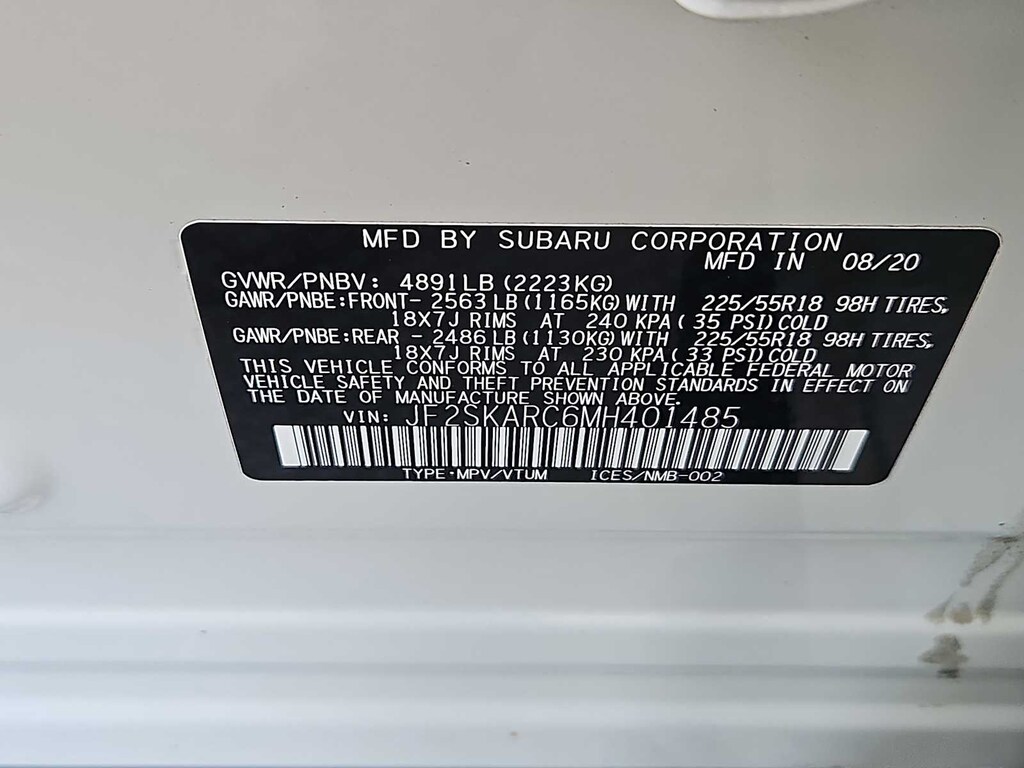 MFD BY SUBARU CORPORATION
MFD IN 08/20
GVWR/PNBV: 4891LB (2223KG)
GAWR/PNBE:FRONT- 2563LB (1165KG) WITH 225/55R18 98H TIRES,
18X7J RIMS AT 240 KPA ( 35 PSI) COLD
GAWR/PNBE:REAR - 2486LB (1130KG) WITH 225/55R18 98H TIRES,
18X7J RIMS AT 230 KPA ( 33 PSI) COLD
THIS VEHICLE CONFORMS TO ALL APPLICABLE FEDERAL MOTOR
VEHICLE SAFETY AND THEFT PREVENTION STANDARDS IN EFFECT ON
THE DATE OF MANUFACTURE SHOWN ABOVE.
VIN: JF2SKARC6MH401485
TYPE·MPV/VTUM ICES/NMB-002